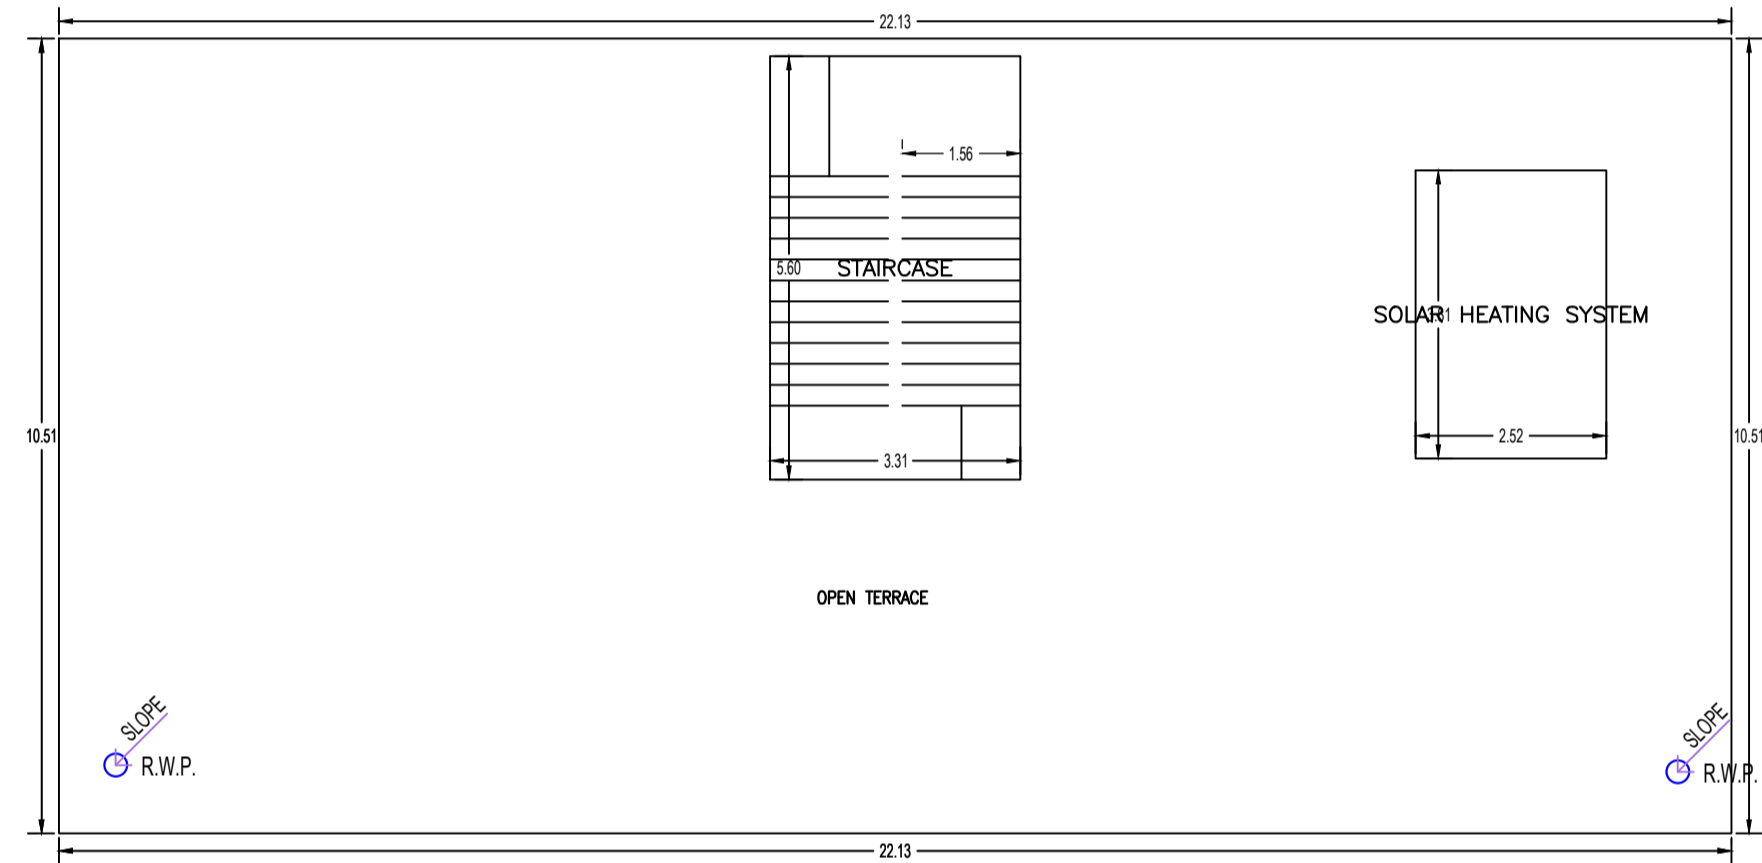 22.13
1.56
5.60
STAIRCASE
SOLAR HEATING SYSTEM
10.51
10.51
2.52
3.31
OPEN TERRACE
SLOPE
R.W.P.
SLOPE
R.W.P.
22.13